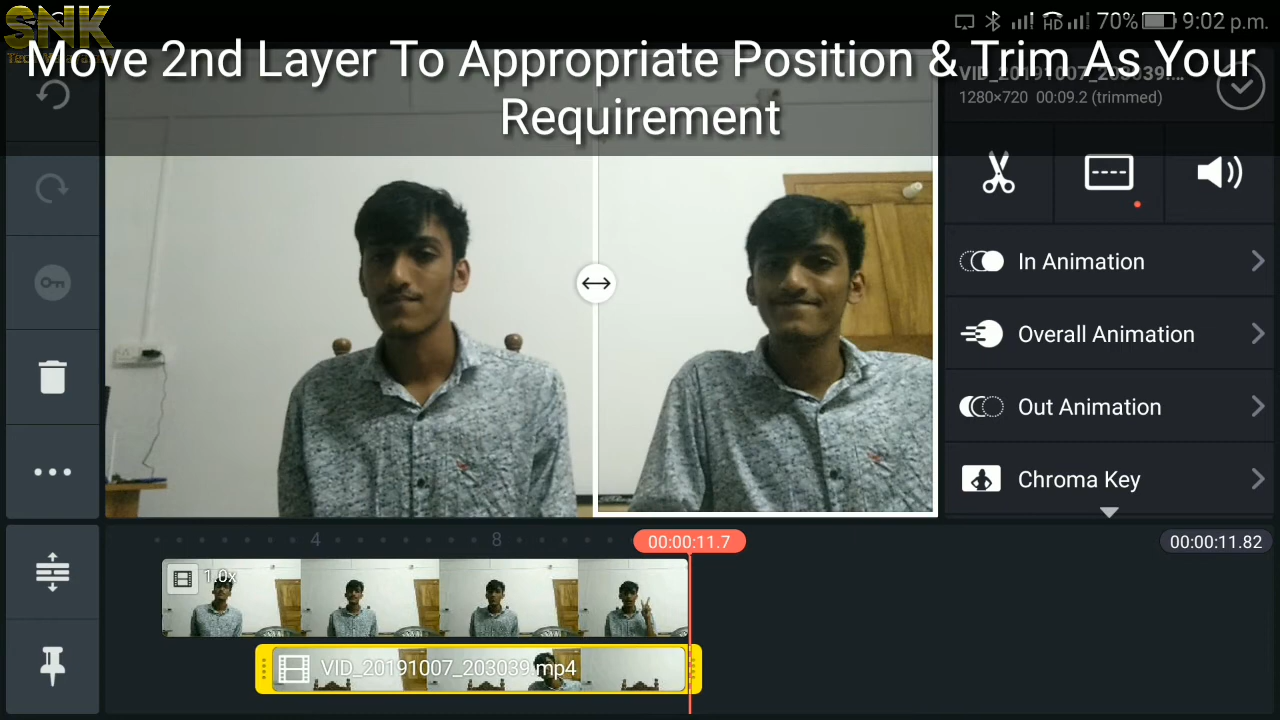 SNK
70% 9:02 p.m.
Move 2nd Layer To Appropriate Position & Trim As Your
Requirement
VID_20191007_203039...
1280×720 00:09.2 (trimmed)
In Animation
Overall Animation
Out Animation
Chroma Key
4 8 00:00:11.7 00:00:11.82
1.0x
VID_20191007_203039.mp4